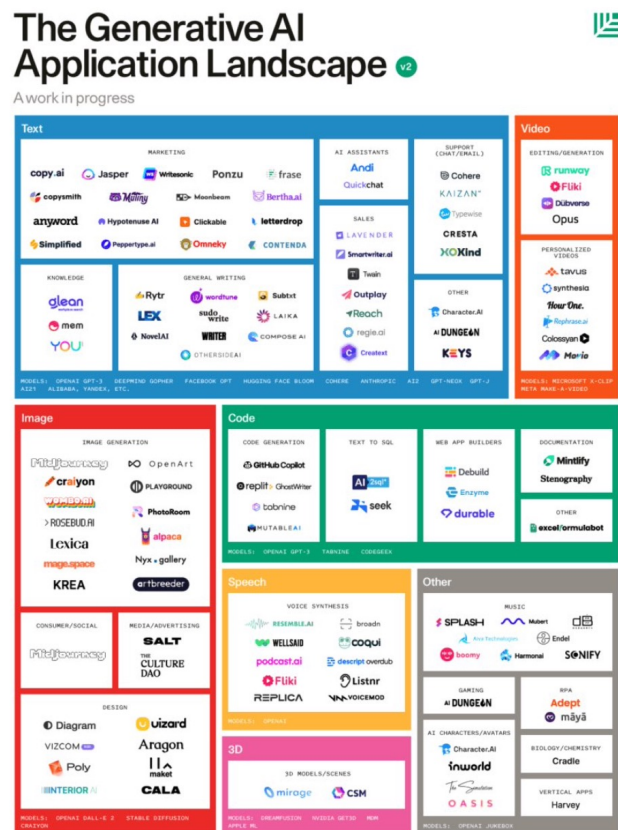 The Generative AI
Application Landscape v2
A work in progress
Text
MARKETING
copy.ai Jasper Writesonic Ponzu frase
copysmith Mutiny Moonbeam Bertha.ai
anyword Hypotenuse AI Clickable letterdrop
Simplified Peppertype.ai Omneky CONTENDA
KNOWLEDGE
glean
mem
YOU
GENERAL WRITING
Rytr wordtune Subtxt
LEX sudowrite LAIKA
NovelAI WRITER COMPOSE AI
OTHERSIDEAI
AI ASSISTANTS
Andi
Quickchat
SALES
LAVENDER
Smartwriter.ai
Twain
Outplay
Reach
regie.ai
Creatext
SUPPORT
(CHAT/EMAIL)
Cohere
KAIZAN
Typewise
CRESTA
XOKind
OTHER
Character.AI
AI DUNGEON
KEYS
MODELS: OPENAI GPT-3 DEEPMIND GOPHER FACEBOOK OPT HUGGING FACE BLOOM COHERE ANTHROPIC AI2 GPT-NEOX GPT-J
AI21 ALIBABA, YANDEX, ETC.
Video
EDITING/GENERATION
runway
Fliki
Dubverse
Opus
PERSONALIZED
VIDEOS
tavus
synthesia
Hour One.
Rephrase.ai
Colossyan
Movio
MODELS: MICROSOFT X-CLIP
META MAKE-A-VIDEO
Image
IMAGE GENERATION
Midjourney OpenArt
craiyon PLAYGROUND
WOMBO.AI PhotoRoom
ROSEBUD.AI alpaca
Lexica Nyx.gallery
mage.space artbreeder
KREA
CONSUMER/SOCIAL
Midjourney
MEDIA/ADVERTISING
SALT
THE
CULTURE
DAO
DESIGN
Diagram uizard
VIZCOM Aragon
Poly maket
INTERIOR AI CALA
MODELS: OPENAI DALL-E 2 STABLE DIFFUSION
CRAIYON
Code
CODE GENERATION
GitHub Copilot
replit GhostWriter
tabnine
MUTABLEAI
TEXT TO SQL
AI2sql
seek
WEB APP BUILDERS
Debuild
Enzyme
durable
DOCUMENTATION
Mintlify
Stenography
OTHER
excelformulabot
MODELS: OPENAI GPT-3 TABNINE CODEGEEX
Speech
VOICE SYNTHESIS
RESEMBLE.AI broadn
WELLSAID coqui
podcast.ai descript overdub
Fliki Listnr
REPLICA VOICEMOD
MODELS: OPENAI
3D
3D MODELS/SCENES
mirage CSM
MODELS: DREAMFUSION NVIDIA GET3D MDM
APPLE ML
Other
MUSIC
SPLASH Mubert dB
Aiva Technologies Endel
boomy Harmonai SONIFY
GAMING
AI DUNGEON
RPA
Adept
māyā
AI CHARACTERS/AVATARS
Character.AI
inworld
The Simulation
OASIS
BIOLOGY/CHEMISTRY
Cradle
VERTICAL APPS
Harvey
MODELS: OPENAI JUKEBOX